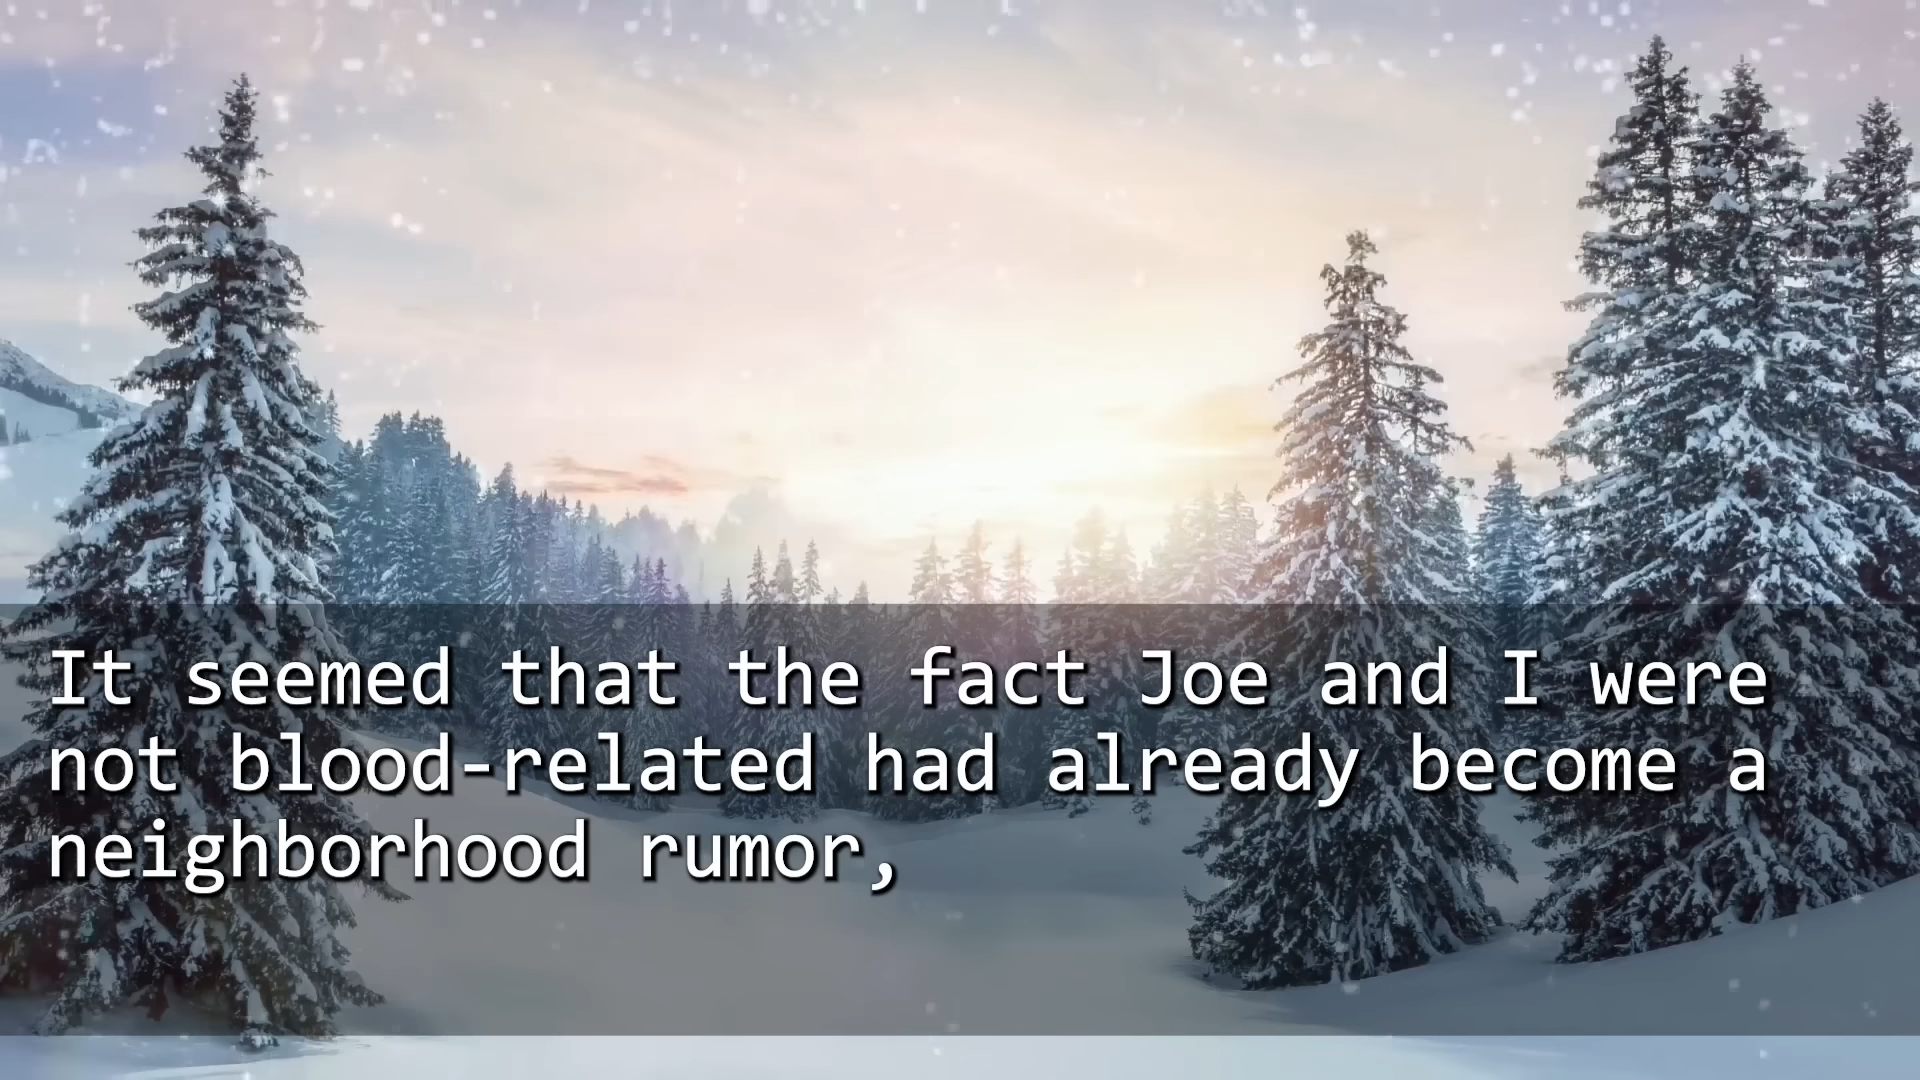 It seemed that the fact Joe and I were
not blood-related had already become a
neighborhood rumor,